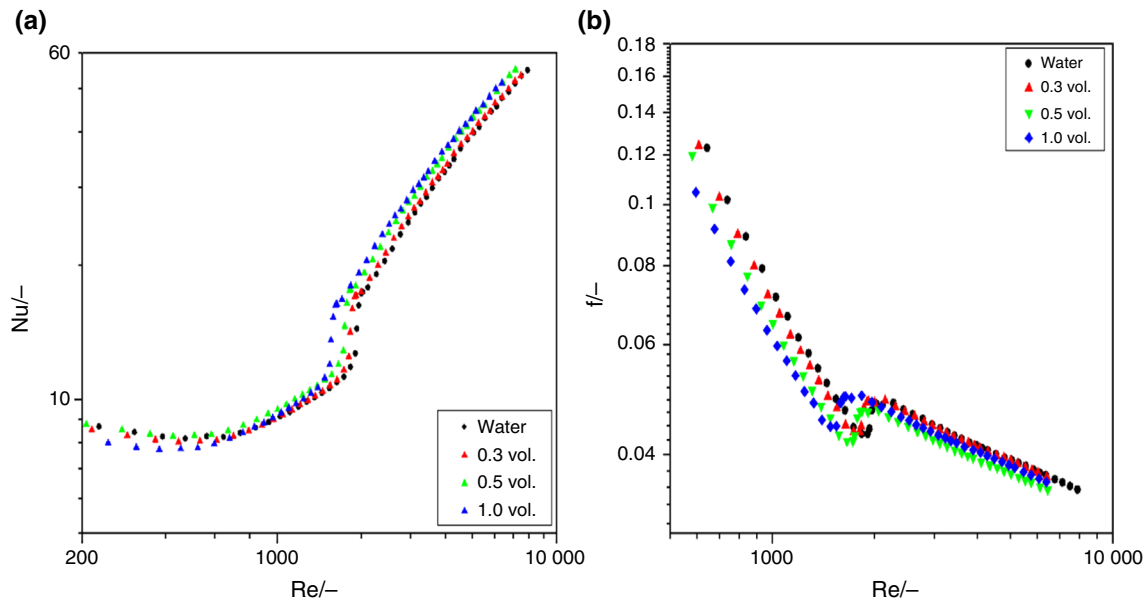 (a)
60
10
Nu/–
200
1000
10 000
Re/–
Water
0.3 vol.
0.5 vol.
1.0 vol.
(b)
0.18
0.16
0.14
0.12
0.1
0.08
0.06
0.04
f/–
1000
10 000
Re/–
Water
0.3 vol.
0.5 vol.
1.0 vol.